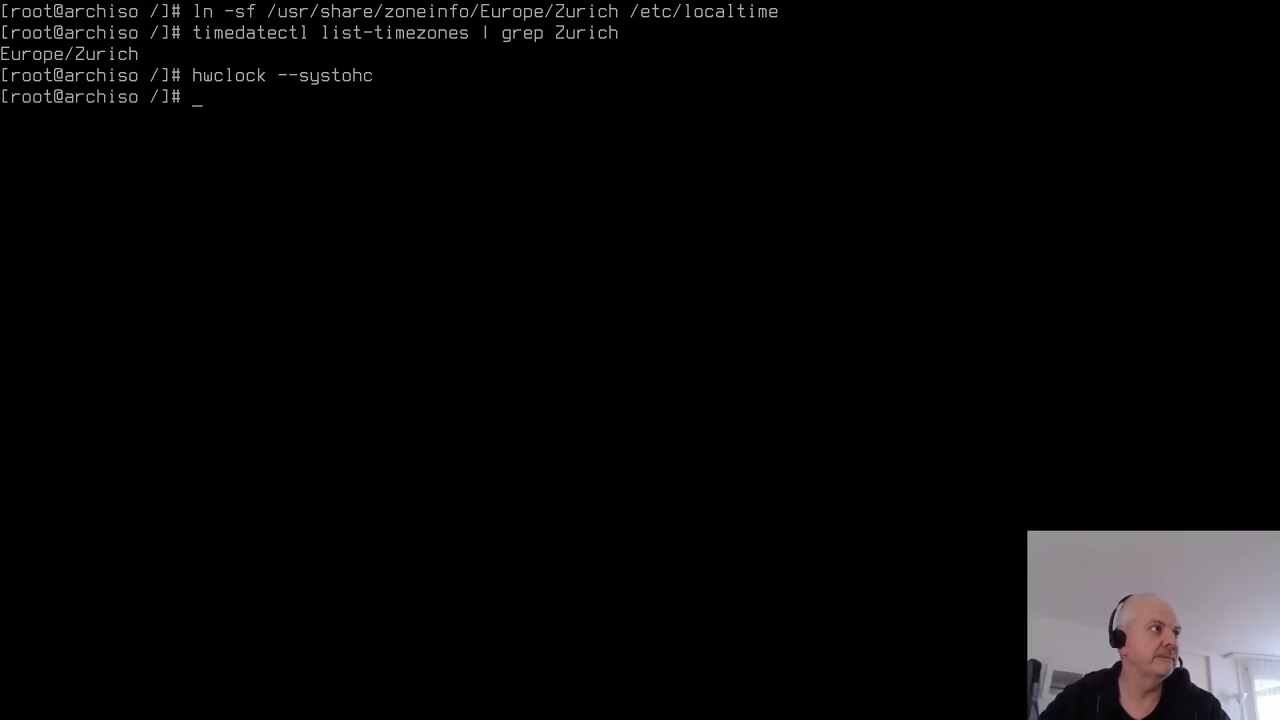 [root@archiso /]# ln -sf /usr/share/zoneinfo/Europe/Zurich /etc/localtime
[root@archiso /]# timedatectl list-timezones | grep Zurich
Europe/Zurich
[root@archiso /]# hwclock --systohc
[root@archiso /]# _